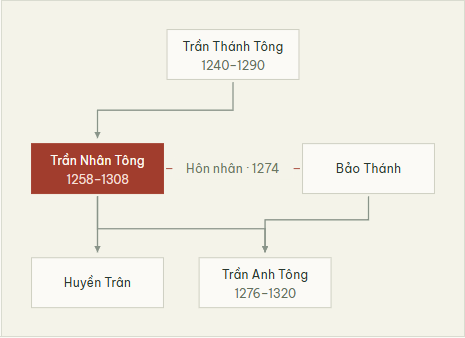 Trần Thánh Tông
1240–1290
Trần Nhân Tông
1258–1308
Hôn nhân · 1274
Bảo Thánh
Huyền Trân
Trần Anh Tông
1276–1320